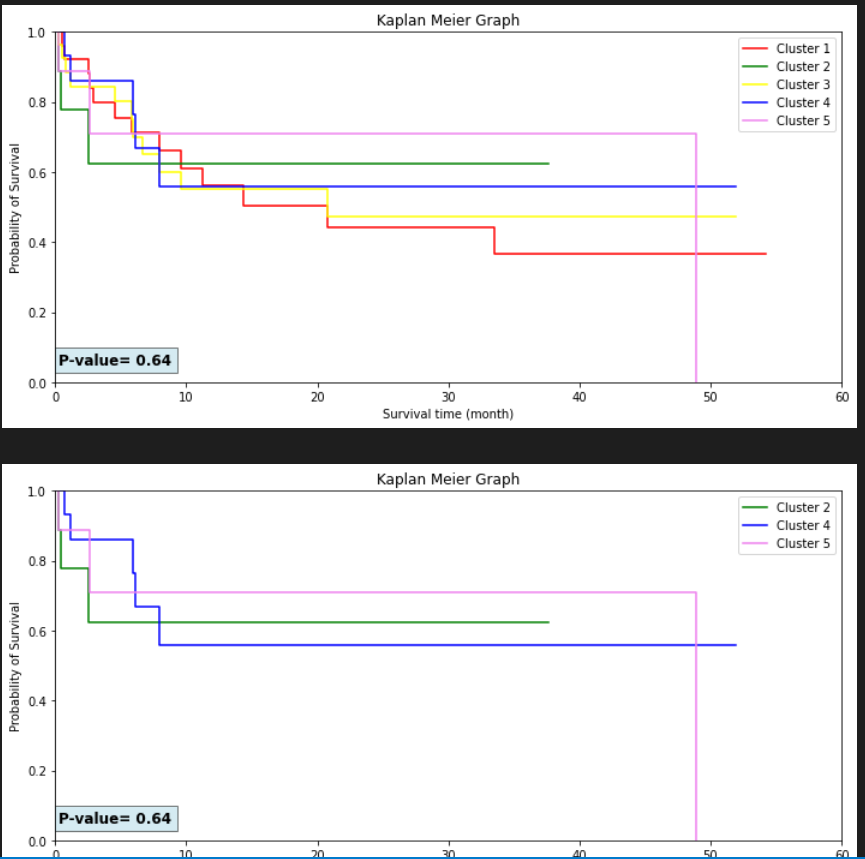 Kaplan Meier Graph
1.0
0.8
0.6
0.4
0.2
0.0
Probability of Survival
Cluster 1
Cluster 2
Cluster 3
Cluster 4
Cluster 5
P-value= 0.64
0 10 20 30 40 50 60
Survival time (month)
Kaplan Meier Graph
1.0
0.8
0.6
0.4
0.2
0.0
Probability of Survival
Cluster 2
Cluster 4
Cluster 5
P-value= 0.64
0 10 20 30 40 50 60